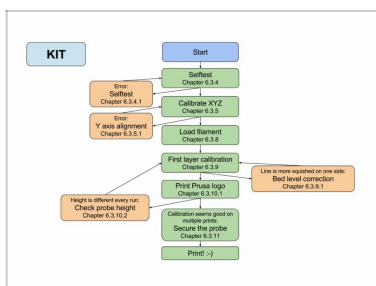 KIT
Start
Selftest
Chapter 6.3.4
Error:
Selftest
Chapter 6.3.4.1
Calibrate XYZ
Chapter 6.3.5
Error:
Y axis alignment
Chapter 6.3.5.1
Load filament
Chapter 6.3.8
First layer calibration
Chapter 6.3.9
Line is more squished on one side:
Bed level correction
Chapter 6.3.9.1
Print Prusa logo
Chapter 6.3.10.1
Height is different every run:
Check probe height
Chapter 6.3.10.2
Calibration seems good on
multiple prints:
Secure the probe
Chapter 6.3.11
Print! :-)